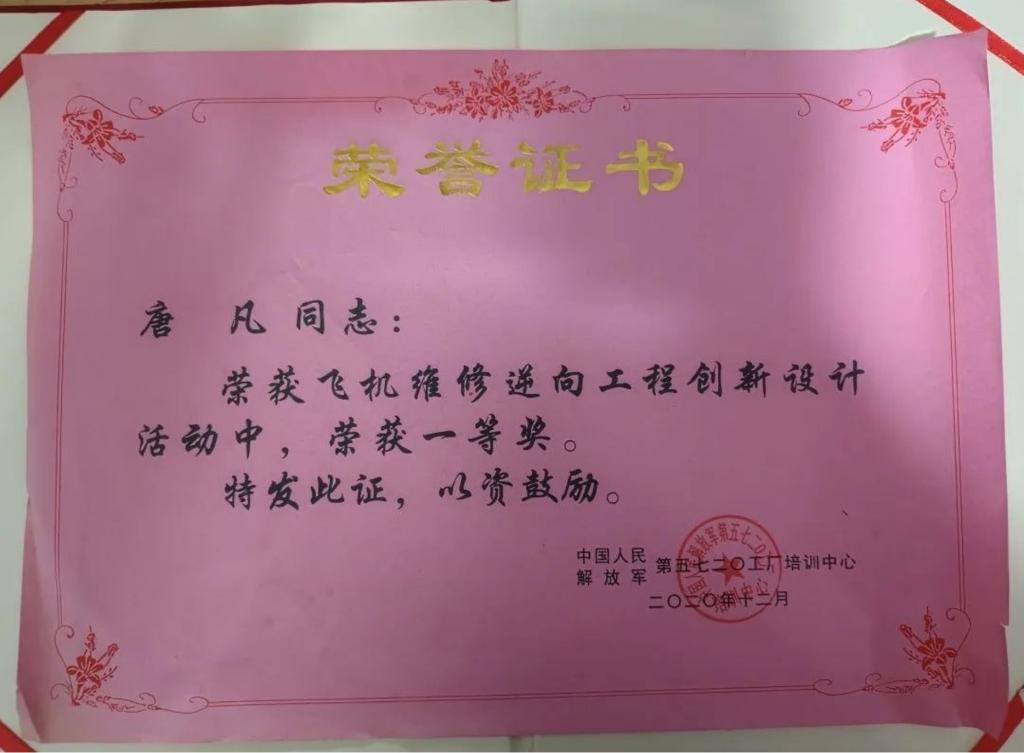 荣誉证书
唐 凡 同志：
荣获飞机维修逆向工程创新设计
活动中，荣获一等奖。
特发此证，以资鼓励。
中国人民
解放军 第五七二〇工厂培训中心
二〇二〇年十二月